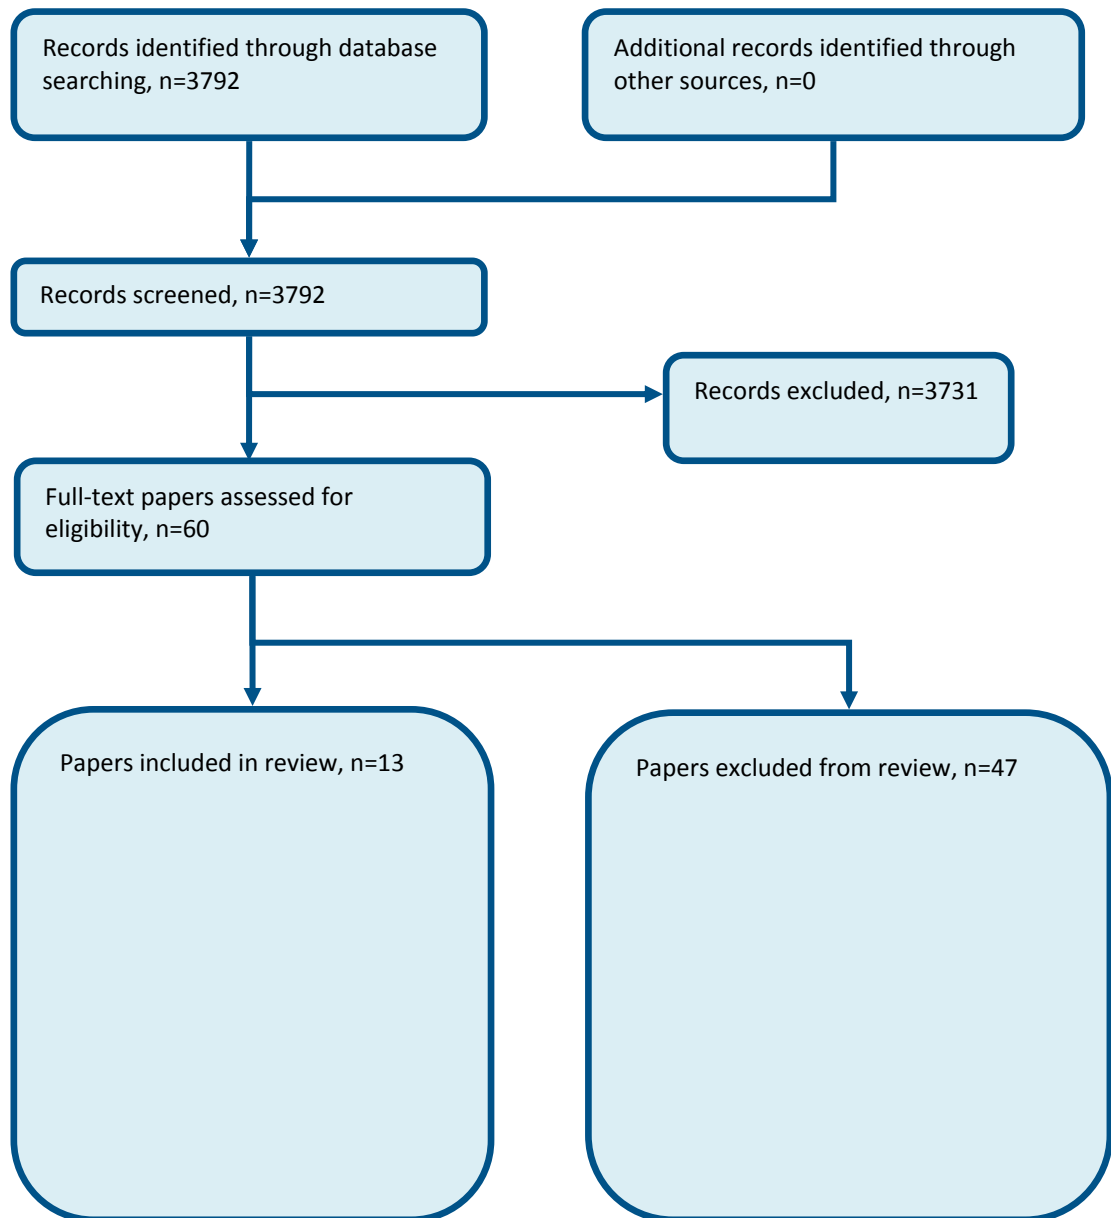 Records identified through database
searching, n=3792
Additional records identified through
other sources, n=0
Records screened, n=3792
Records excluded, n=3731
Full-text papers assessed for
eligibility, n=60
Papers included in review, n=13
Papers excluded from review, n=47